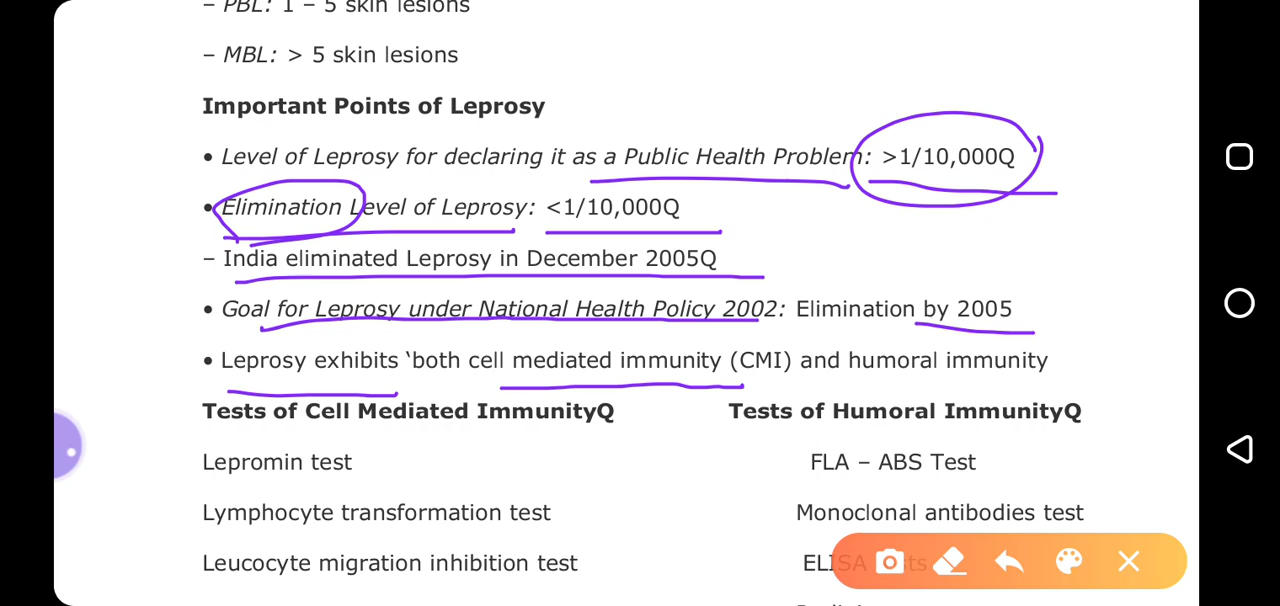 – PBL: 1 – 5 skin lesions
– MBL: > 5 skin lesions
Important Points of Leprosy
• Level of Leprosy for declaring it as a Public Health Problem: >1/10,000Q
• Elimination Level of Leprosy: <1/10,000Q
– India eliminated Leprosy in December 2005Q
• Goal for Leprosy under National Health Policy 2002: Elimination by 2005
• Leprosy exhibits ‘both cell mediated immunity (CMI) and humoral immunity
Tests of Cell Mediated ImmunityQ Tests of Humoral ImmunityQ
Lepromin test FLA – ABS Test
Lymphocyte transformation test Monoclonal antibodies test
Leucocyte migration inhibition test ELISA tests